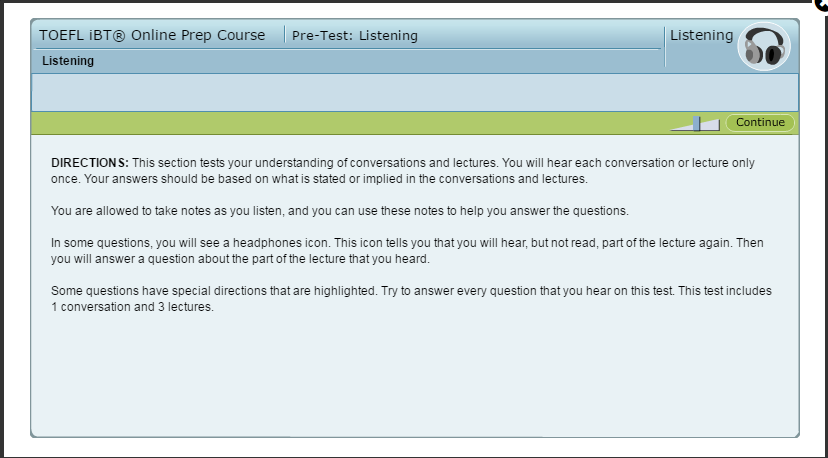 TOEFL iBT® Online Prep Course Pre-Test: Listening Listening
Listening
Continue
DIRECTIONS: This section tests your understanding of conversations and lectures. You will hear each conversation or lecture only
once. Your answers should be based on what is stated or implied in the conversations and lectures.
You are allowed to take notes as you listen, and you can use these notes to help you answer the questions.
In some questions, you will see a headphones icon. This icon tells you that you will hear, but not read, part of the lecture again. Then
you will answer a question about the part of the lecture that you heard.
Some questions have special directions that are highlighted. Try to answer every question that you hear on this test. This test includes
1 conversation and 3 lectures.